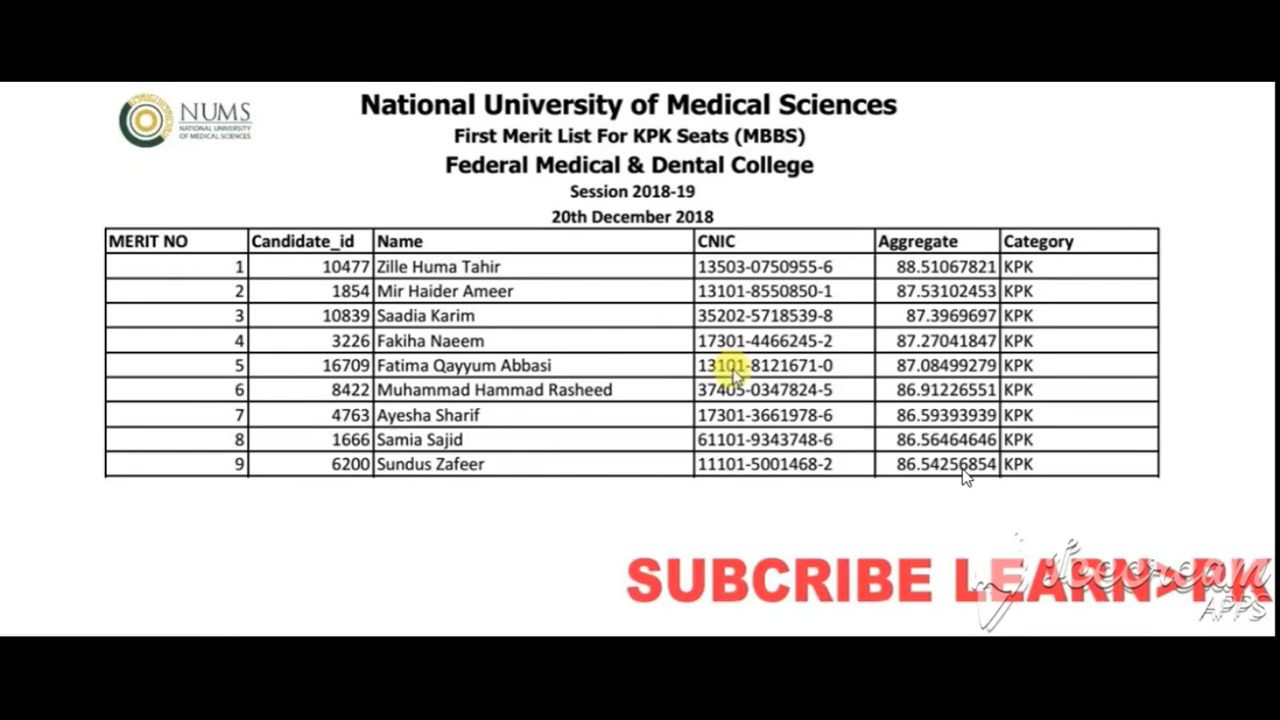 NUMS
NATIONAL UNIVERSITY
OF MEDICAL SCIENCES
National University of Medical Sciences
First Merit List For KPK Seats (MBBS)
Federal Medical & Dental College
Session 2018-19
20th December 2018
MERIT NO Candidate_id Name CNIC Aggregate Category
1 10477 Zille Huma Tahir 13503-0750955-6 88.51067821 KPK
2 1854 Mir Haider Ameer 13101-8550850-1 87.53102453 KPK
3 10839 Saadia Karim 35202-5718539-8 87.3969697 KPK
4 3226 Fakiha Naeem 17301-4466245-2 87.27041847 KPK
5 16709 Fatima Qayyum Abbasi 13101-8121671-0 87.08499279 KPK
6 8422 Muhammad Hammad Rasheed 37405-0347824-5 86.91226551 KPK
7 4763 Ayesha Sharif 17301-3661978-6 86.59393939 KPK
8 1666 Samia Sajid 61101-9343748-6 86.56464646 KPK
9 6200 Sundus Zafeer 11101-5001468-2 86.54256854 KPK
SUBCRIBE LEARN>PK
Icecream
APPS